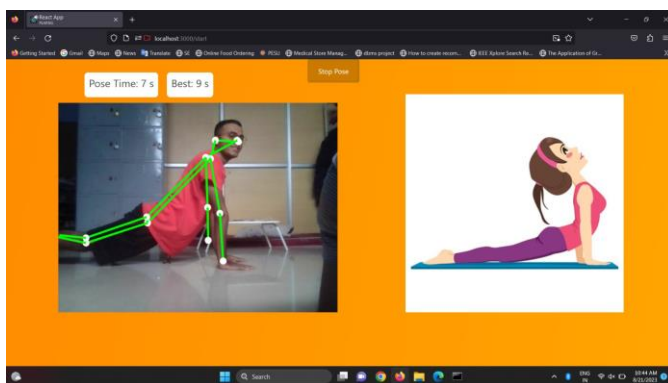 React App
localhost:3000/start
Getting Started Gmail Maps News Translate SE Online Food Ordering PESU Medical Store Manag... dbms project How to create recom... IEEE Xplore Search Re... The Application of Gr...
Stop Pose
Pose Time: 7 s Best: 9 s
Search
ENG
IN
10:44 AM
8/21/2023